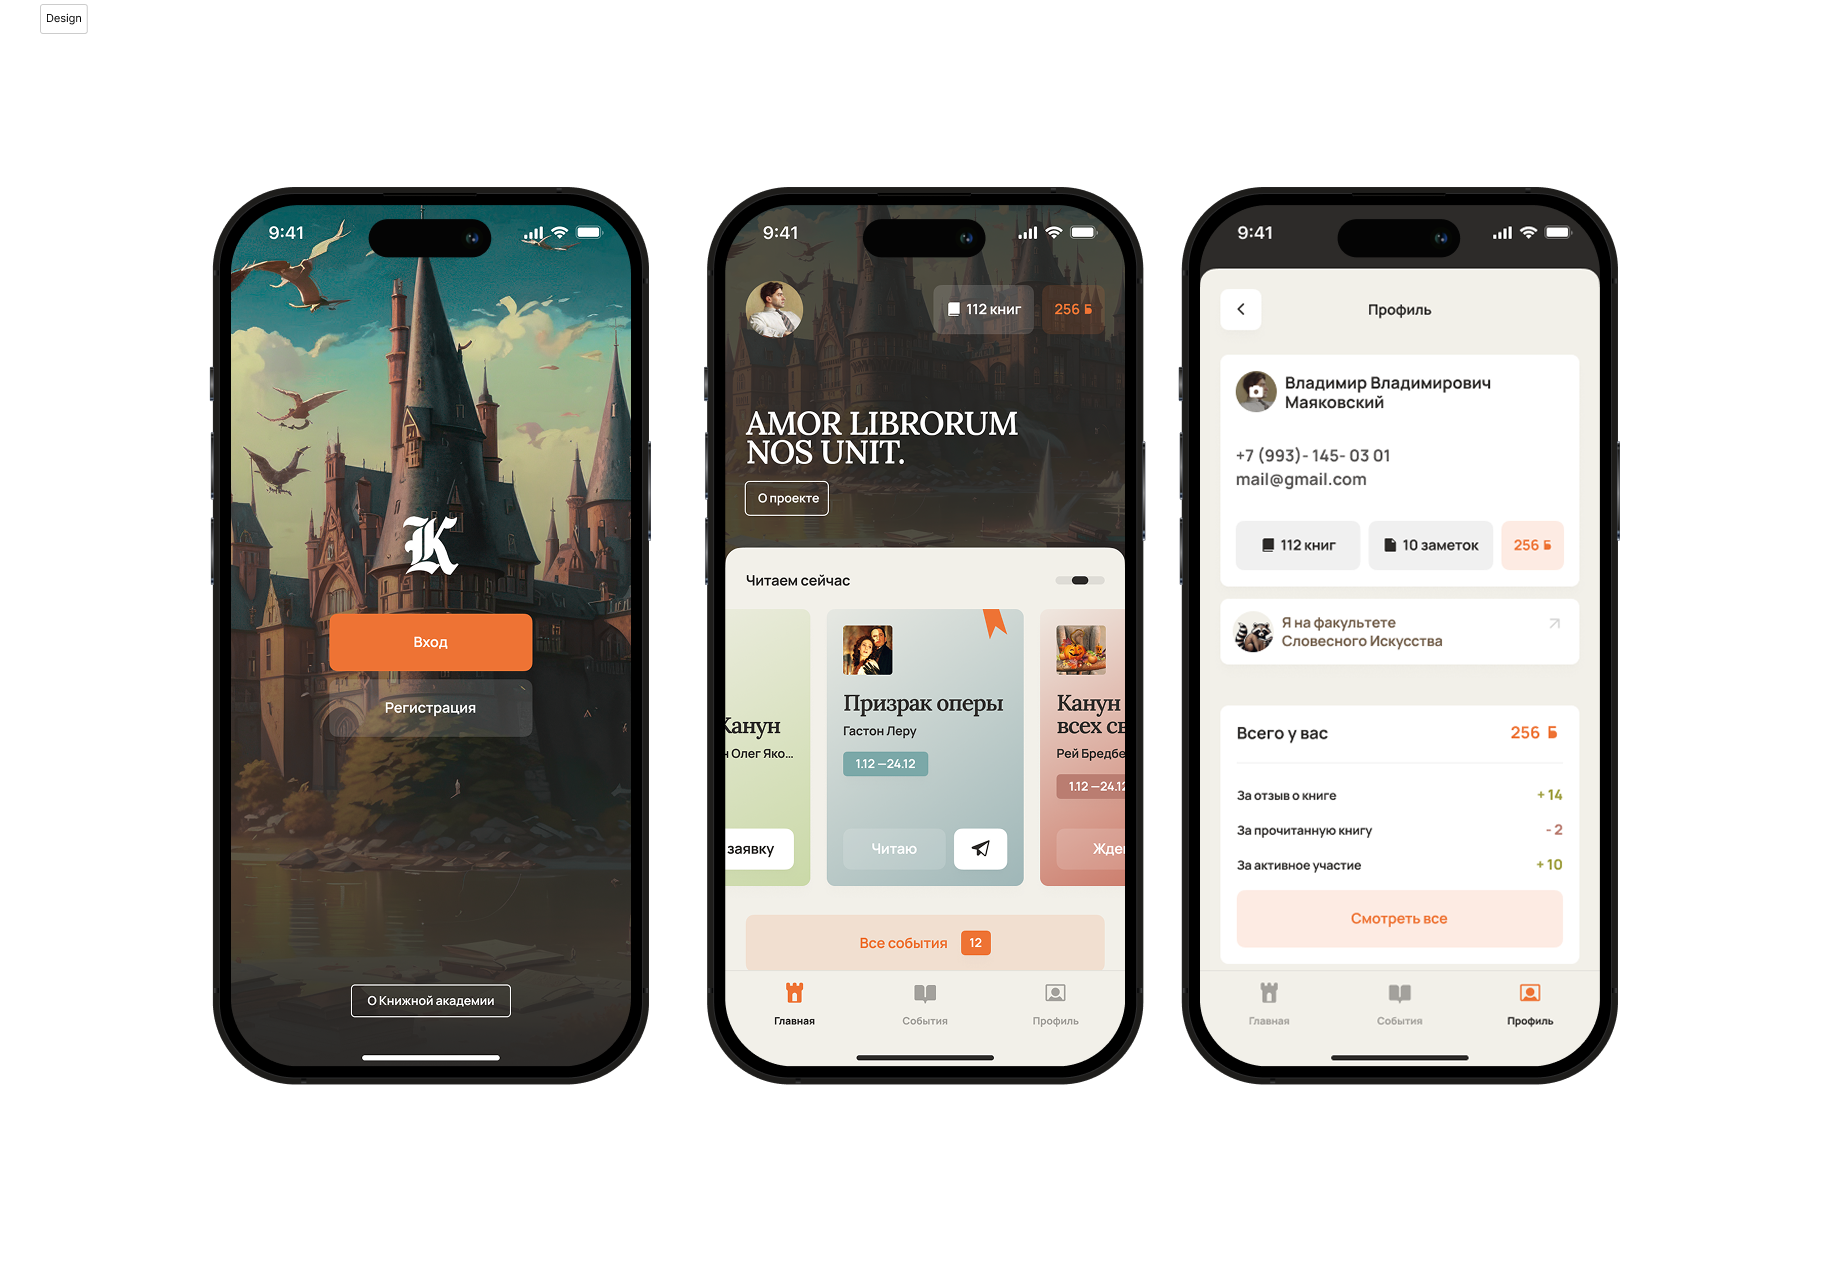 Design
9:41
K
Вход
Регистрация
О Книжной академии
9:41
112 книг
256 Б
AMOR LIBRORUM
NOS UNIT.
О проекте
Читаем сейчас
Канун
Олег Яко...
заявку
Призрак оперы
Гастон Леру
1.12 —24.12
Читаю
Канун
всех св
Рей Бредбе
1.12 —24.12
Жде
Все события
12
Главная
События
Профиль
9:41
Профиль
Владимир Владимирович
Маяковский
+7 (993)- 145- 03 01
mail@gmail.com
112 книг
10 заметок
256 Б
Я на факультете
Словесного Искусства
Всего у вас
256 Б
За отзыв о книге
+ 14
За прочитанную книгу
- 2
За активное участие
+ 10
Смотреть все
Главная
События
Профиль